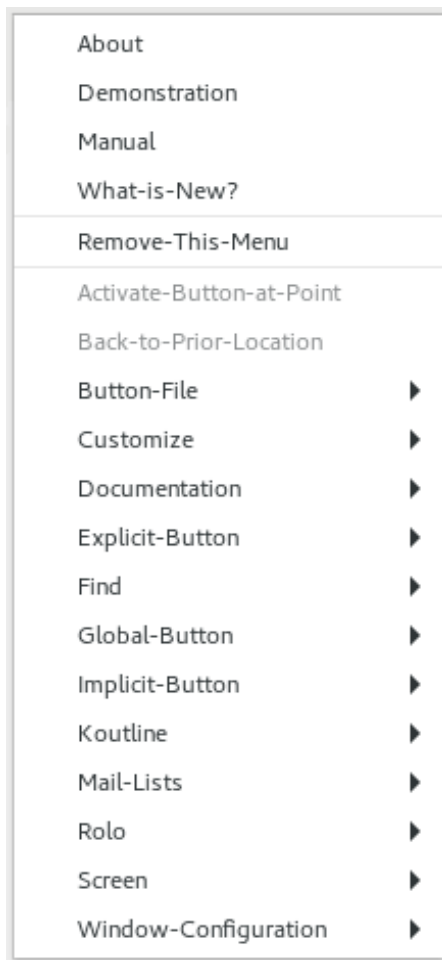 About
Demonstration
Manual
What-is-New?
Remove-This-Menu
Activate-Button-at-Point
Back-to-Prior-Location
Button-File
Customize
Documentation
Explicit-Button
Find
Global-Button
Implicit-Button
Koutline
Mail-Lists
Rolo
Screen
Window-Configuration